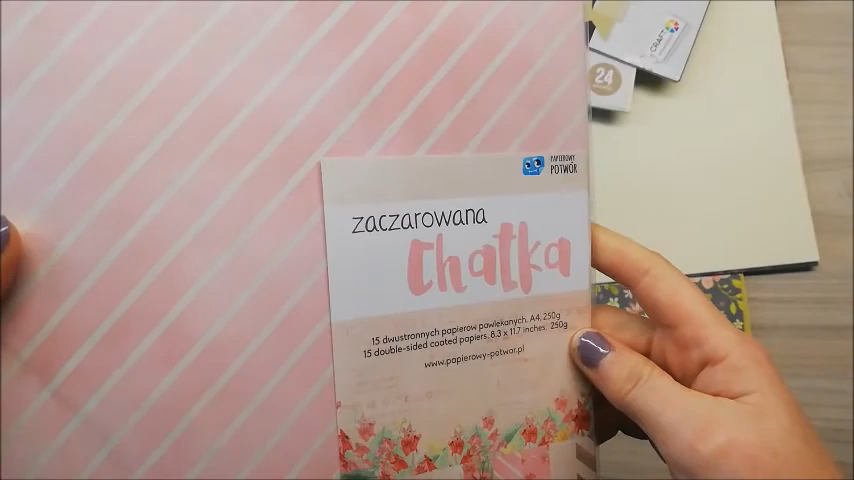 CRAFT
24
PAPIEROWY
POTWÓR
zaczarowana
Chatka
15 dwustronnych papierow powlekanych, A4, 250g
15 double-sided coated papiers, 8.3 x 11.7 inches, 250g
www.papierowy-potwor.pl